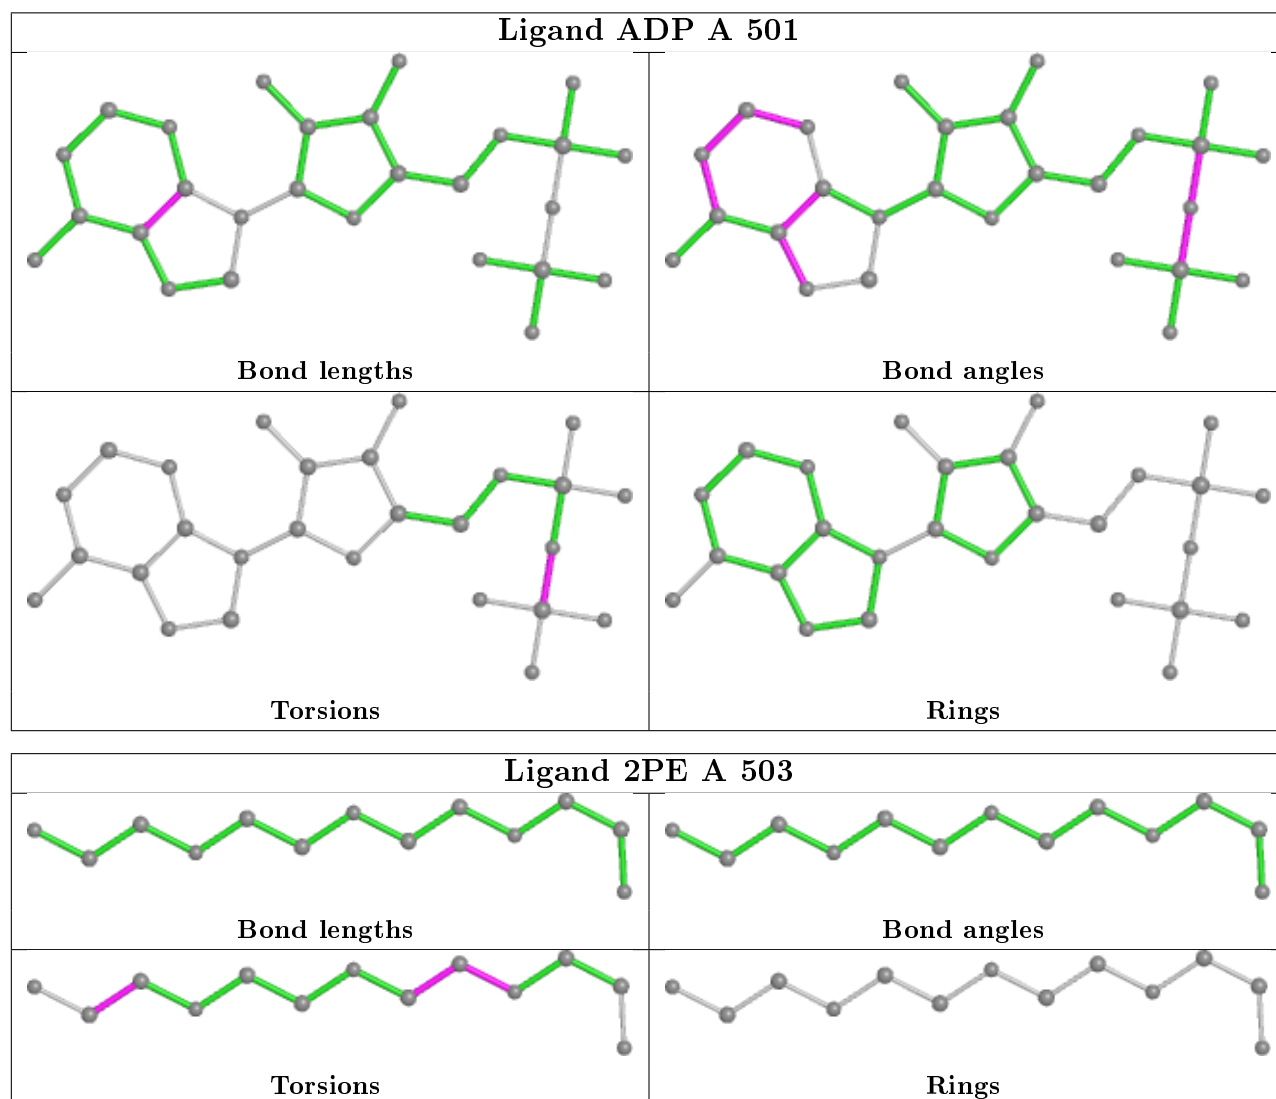 Ligand ADP A 501
Bond lengths
Bond angles
Torsions
Rings
Ligand 2PE A 503
Bond lengths
Bond angles
Torsions
Rings